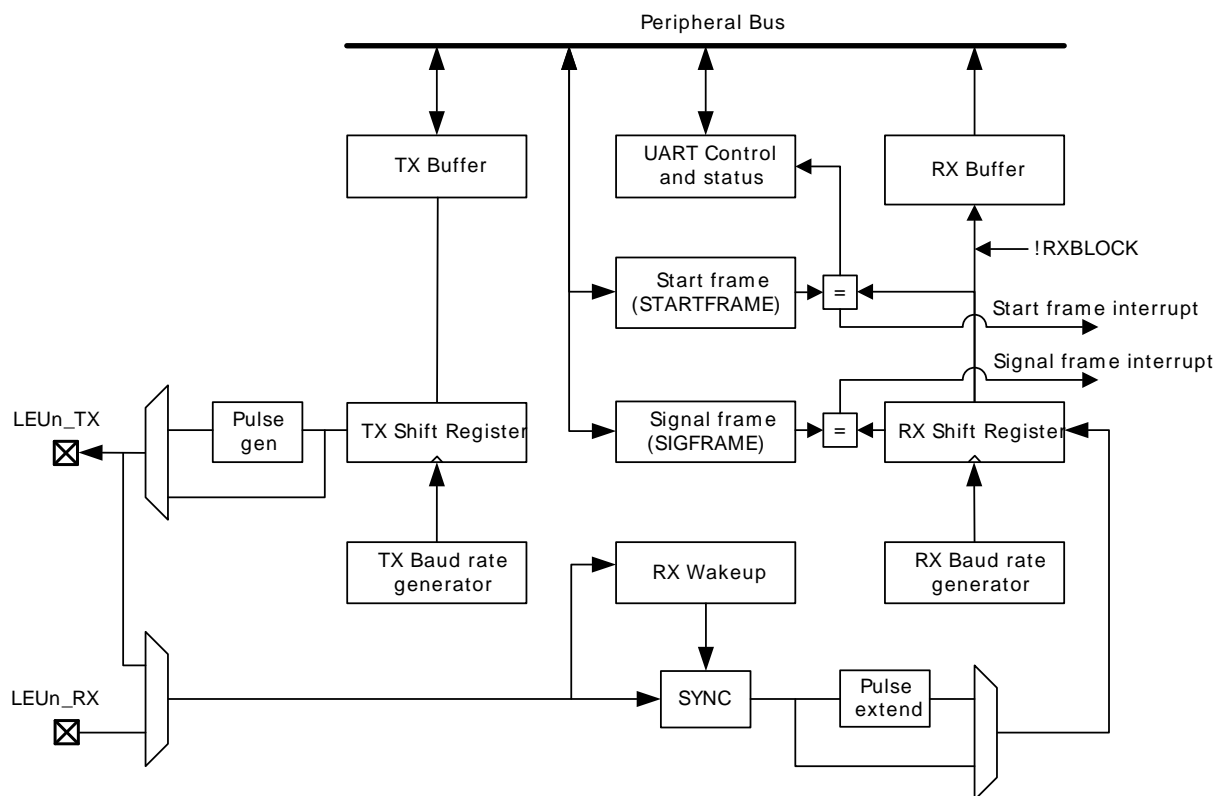 Peripheral Bus
TX Buffer
UART Control
and status
RX Buffer
!RXBLOCK
Start frame
(STARTFRAME)
=
Start frame interrupt
Signal frame interrupt
LEUn_TX
Pulse
gen
TX Shift Register
Signal frame
(SIGFRAME)
=
RX Shift Register
TX Baud rate
generator
RX Wakeup
RX Baud rate
generator
LEUn_RX
SYNC
Pulse
extend